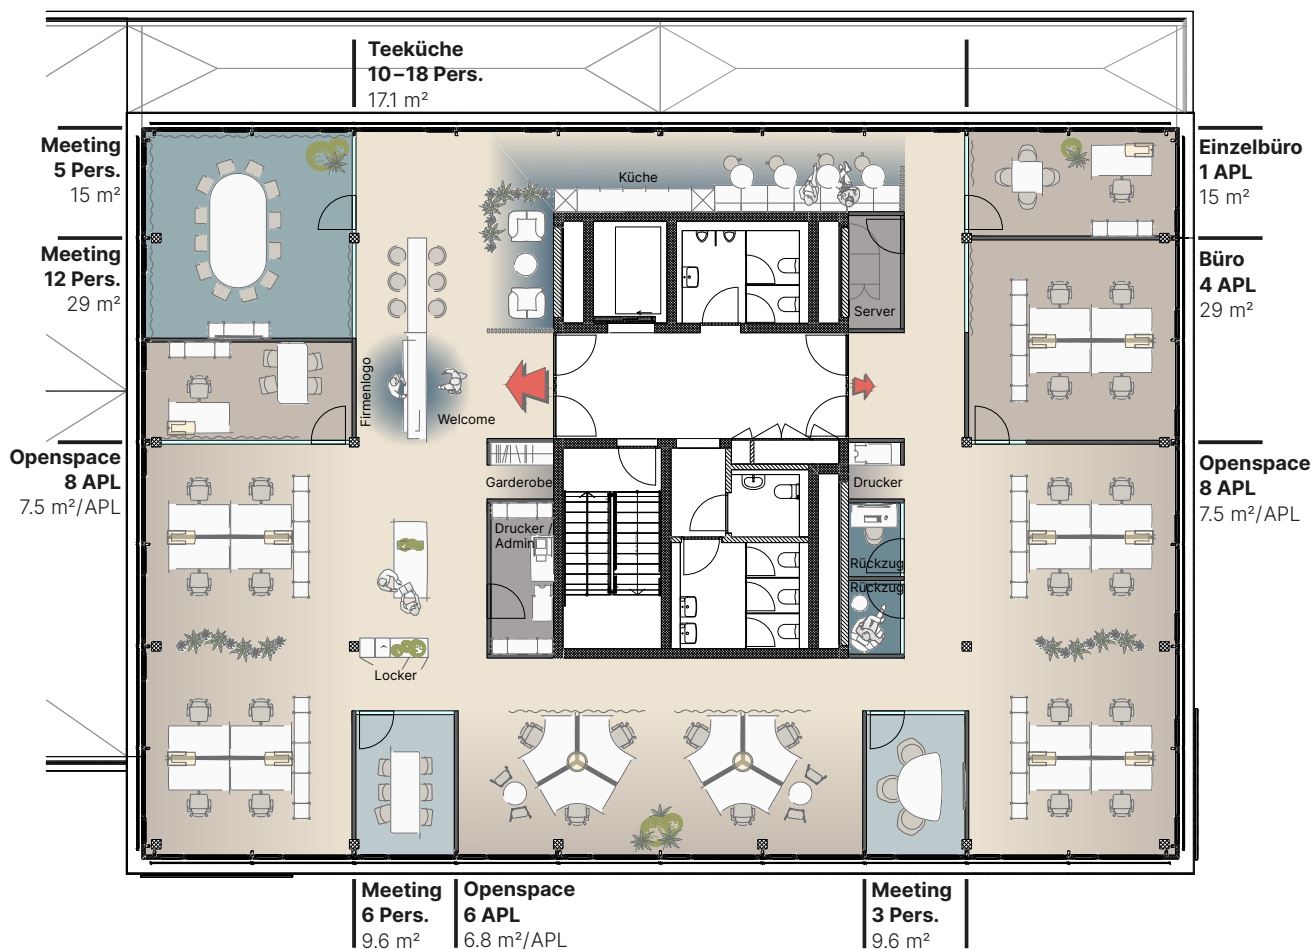 Teeküche
10–18 Pers.
17.1 m²
Meeting
5 Pers.
15 m²
Meeting
12 Pers.
29 m²
Openspace
8 APL
7.5 m²/APL
Küche
Server
Firmenlogo
Welcome
Garderobe
Drucker /
Admin
Drucker
Rückzug
Rückzug
Locker
Einzelbüro
1 APL
15 m²
Büro
4 APL
29 m²
Openspace
8 APL
7.5 m²/APL
Meeting
6 Pers.
9.6 m²
Openspace
6 APL
6.8 m²/APL
Meeting
3 Pers.
9.6 m²